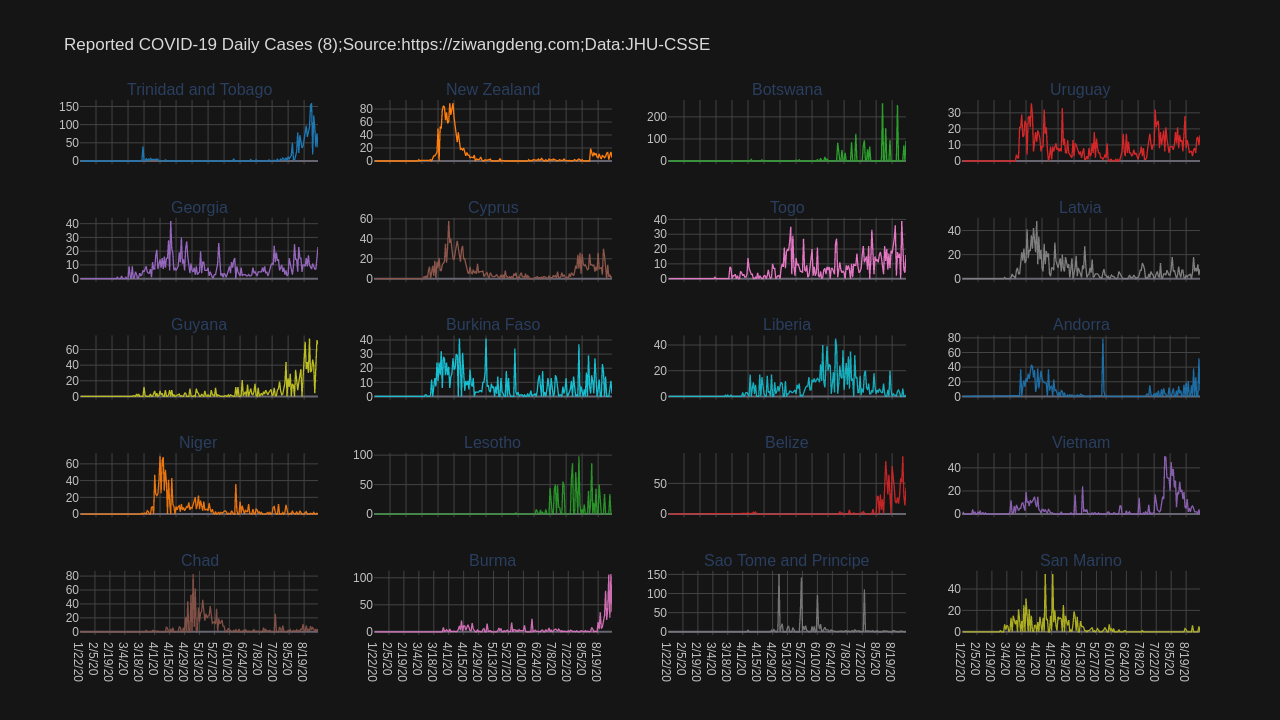 Reported COVID-19 Daily Cases (8);Source:https://ziwangdeng.com;Data:JHU-CSSE
Trinidad and Tobago New Zealand Botswana Uruguay
150 100 50 0
80 60 40 20 0
200 100 0
30 20 10 0
Georgia Cyprus Togo Latvia
40 30 20 10 0
60 40 20 0
40 30 20 10 0
40 20 0
Guyana Burkina Faso Liberia Andorra
60 40 20 0
40 30 20 10 0
40 20 0
80 60 40 20 0
Niger Lesotho Belize Vietnam
60 40 20 0
100 50 0
50 0
40 20 0
Chad Burma Sao Tome and Principe San Marino
80 60 40 20 0
100 50 0
150 100 50 0
40 20 0
1/22/20 2/5/20 2/19/20 3/4/20 3/18/20 4/1/20 4/15/20 4/29/20 5/13/20 5/27/20 6/10/20 6/24/20 7/8/20 7/22/20 8/5/20 8/19/20
1/22/20 2/5/20 2/19/20 3/4/20 3/18/20 4/1/20 4/15/20 4/29/20 5/13/20 5/27/20 6/10/20 6/24/20 7/8/20 7/22/20 8/5/20 8/19/20
1/22/20 2/5/20 2/19/20 3/4/20 3/18/20 4/1/20 4/15/20 4/29/20 5/13/20 5/27/20 6/10/20 6/24/20 7/8/20 7/22/20 8/5/20 8/19/20
1/22/20 2/5/20 2/19/20 3/4/20 3/18/20 4/1/20 4/15/20 4/29/20 5/13/20 5/27/20 6/10/20 6/24/20 7/8/20 7/22/20 8/5/20 8/19/20